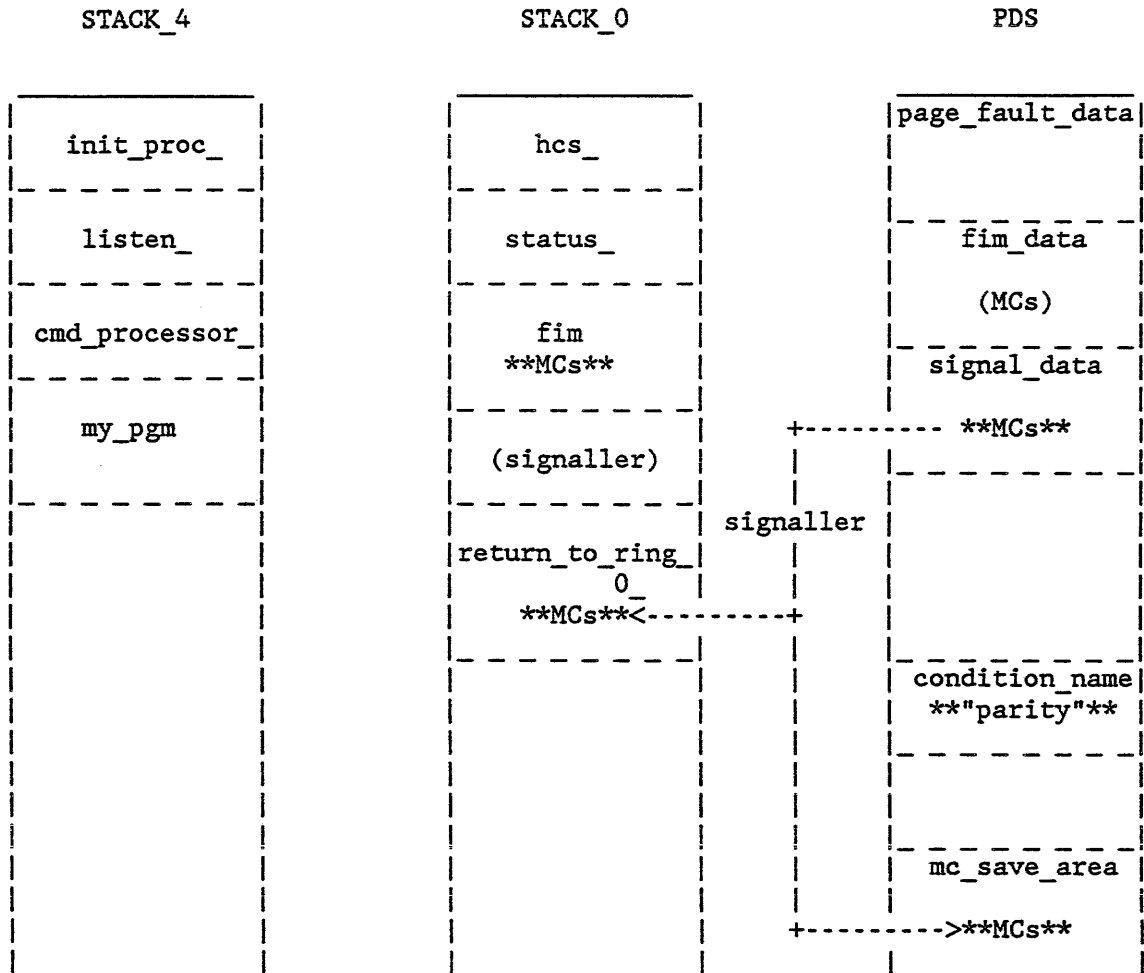 STACK_4 STACK_0 PDS
page_fault_data
init_proc_ hcs_
listen_ status_ fim_data
(MCs)
cmd_processor_ fim
**MCs**
signal_data
my_pgm **MCs**
(signaller)
signaller
return_to_ring_
0_
**MCs**
condition_name
**"parity"**
mc_save_area
**MCs**